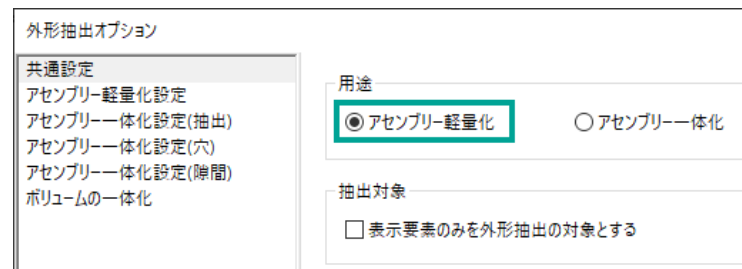 外形抽出オプション
共通設定
アセンブリー軽量化設定
アセンブリー一体化設定(抽出)
アセンブリー一体化設定(穴)
アセンブリー一体化設定(隙間)
ボリュームの一体化
用途
アセンブリー軽量化 アセンブリー一体化
抽出対象
表示要素のみを外形抽出の対象とする